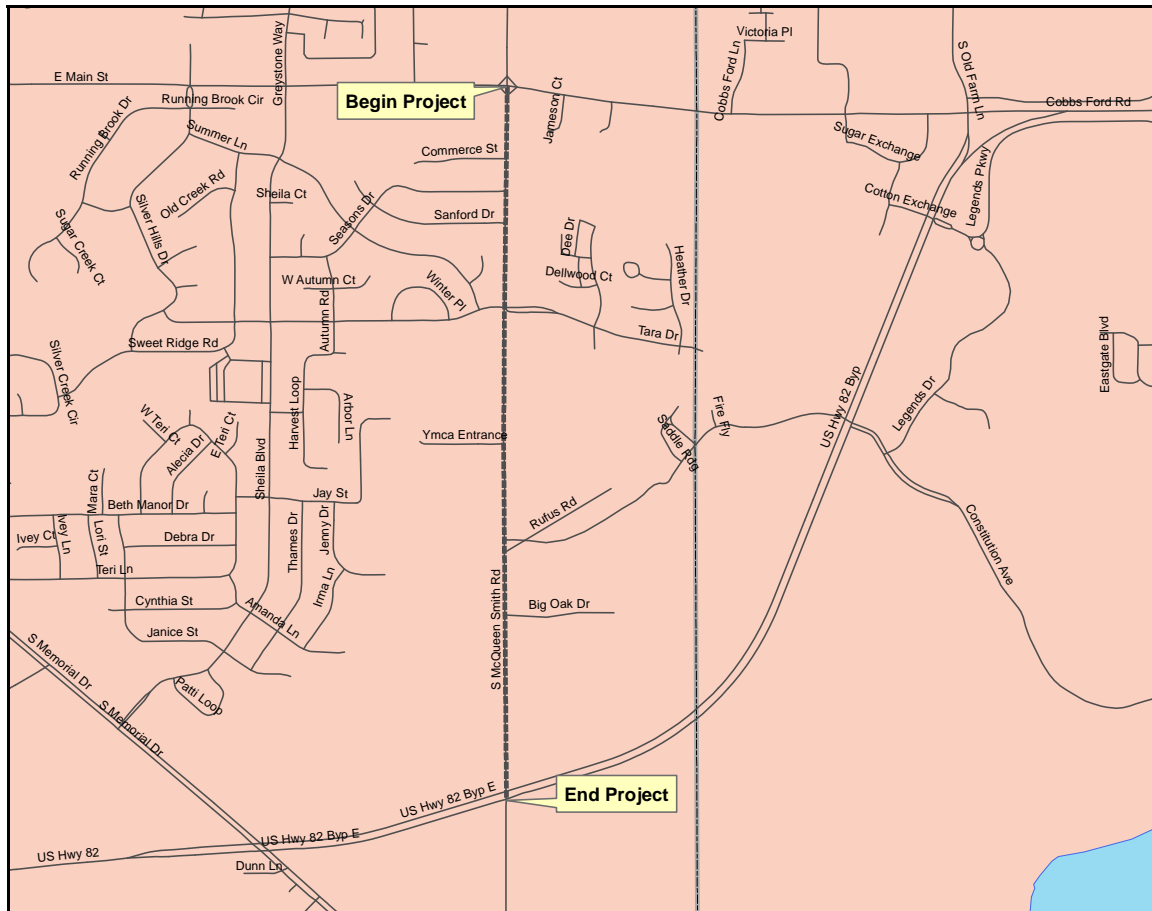 Victoria Pl
Greystone Way
Cobbs Ford Ln
S Old Farm Ln
E Main St
Begin Project
Running Brook Cir
Running Brook Dr
Jameson Ct
Cobbs Ford Rd
Summer Ln
Sugar Exchange
Commerce St
Old Creek Rd
Sheila Ct
Seasons Dr
Silver Hills Dr
Sugar Creek Ct
Sanford Dr
Cotton Exchange
Legends Pkwy
Dee Dr
Dellwood Ct
Heather Dr
W Autumn Ct
Winter Pl
Autumn Rd
Tara Dr
Sweet Ridge Rd
Silver Creek Cir
Eastgate Blvd
US Hwy 82 Byp
Legends Dr
Harvest Loop
Arbor Ln
W Teri Ct
E Teri Ct
Alecia Dr
Sheila Blvd
Ymca Entrance
Saddle Rdg
Fire Fly
Mara Ct
Jay St
Beth Manor Dr
Rufus Rd
Ivey Ct
Ivey Ln
Lori St
Debra Dr
Thames Dr
Jenny Dr
Constitution Ave
Teri Ln
Irma Ln
Cynthia St
Amanda Ln
Big Oak Dr
Janice St
S McQueen Smith Rd
S Memorial Dr
Patti Loop
S Memorial Dr
End Project
US Hwy 82 Byp E
US Hwy 82 Byp E
US Hwy 82
Dunn Ln